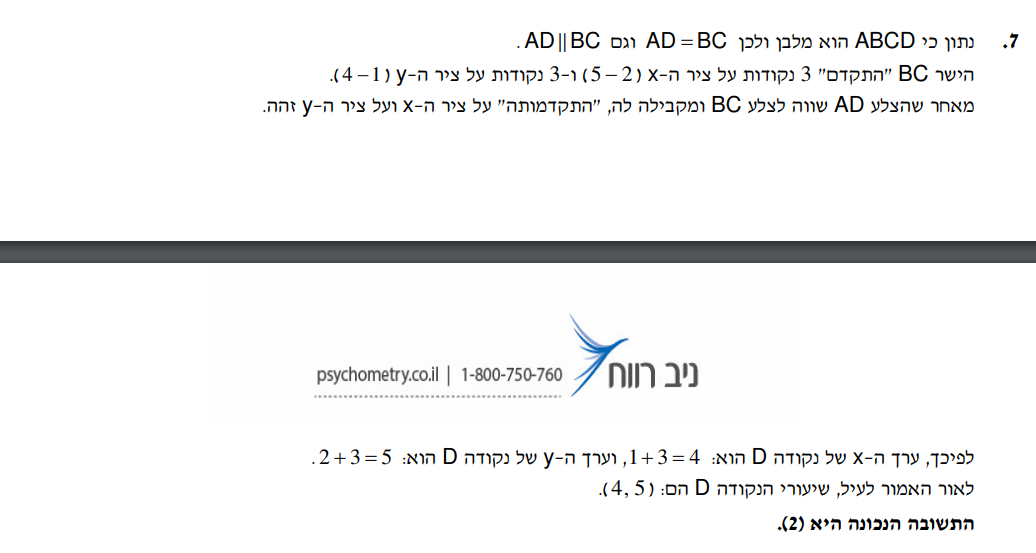 7. נתון כי ABCD הוא מלבן ולכן AD = BC וגם AD || BC .
הישר BC "התקדם" 3 נקודות על ציר ה-x (5 – 2) ו-3 נקודות על ציר ה-y (4 – 1).
מאחר שהצלע AD שווה לצלע BC ומקבילה לה, "התקדמותה" על ציר ה-x ועל ציר ה-y זהה.
ניב רווח
psychometry.co.il | 1-800-750-760
לפיכך, ערך ה-x של נקודה D הוא: 1 + 3 = 4, וערך ה-y של נקודה D הוא: 2 + 3 = 5 .
לאור האמור לעיל, שיעורי הנקודה D הם: (4, 5).
התשובה הנכונה היא (2).